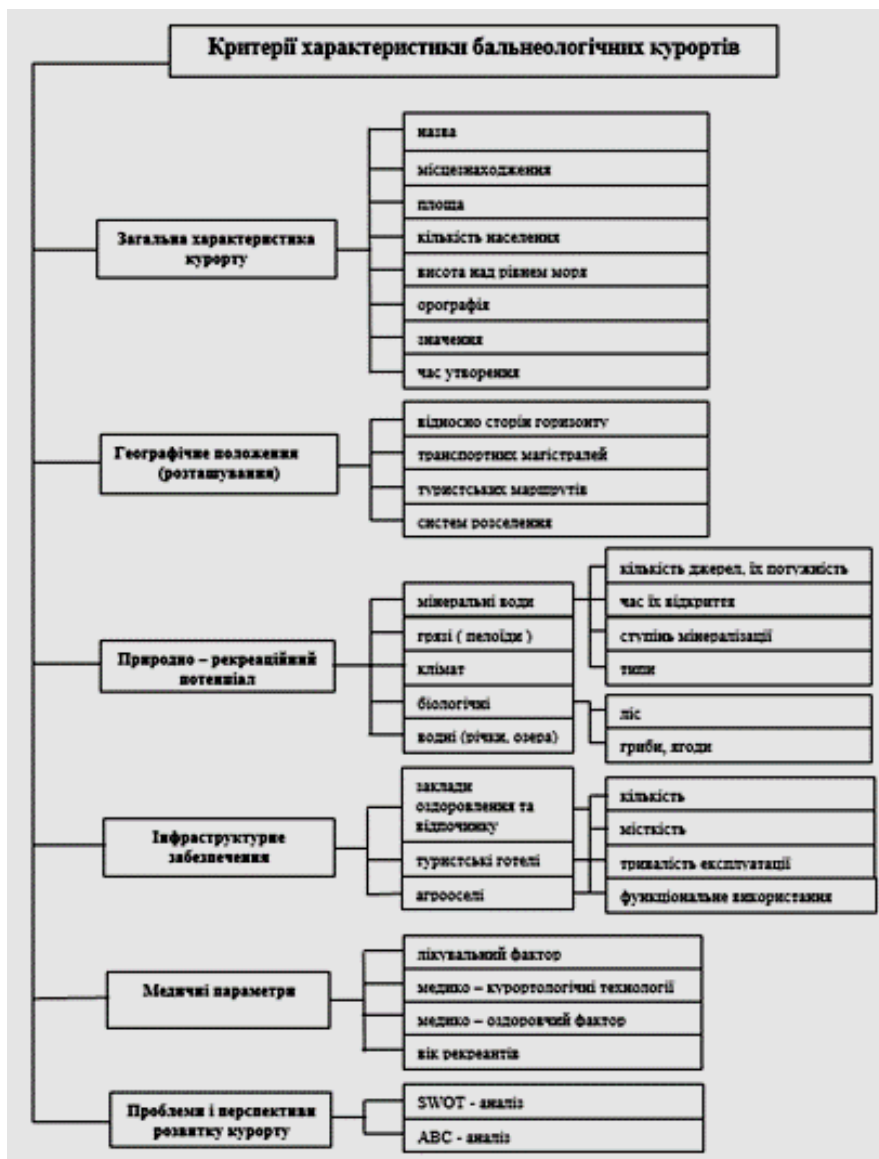 Критерії характеристики бальнеологічних курортів
Загальна характеристика
курорту
назва
місцезнаходження
площа
кількість населення
висота над рівнем моря
орографія
значення
час утворення
Географічне положення
(розташування)
відносно сторін горизонту
транспортних магістралей
туристських маршрутів
систем розселення
Природно – рекреаційний
потенціал
мінеральні води
грязі ( пелоїди )
клімат
біологічні
водні (річки, озера)
кількість джерел, їх потужність
час їх відкриття
ступінь мінералізації
типи
ліс
гриби, ягоди
Інфраструктурне
забезпечення
заклади
оздоровлення та
відпочинку
туристські готелі
агрооселі
кількість
місткість
тривалість експлуатації
функціональне використання
Медичні параметри
лікувальний фактор
медико – курортологічні технології
медико – оздоровчий фактор
вік рекреантів
Проблеми і перспективи
розвитку курорту
SWOT - аналіз
ABC - аналіз